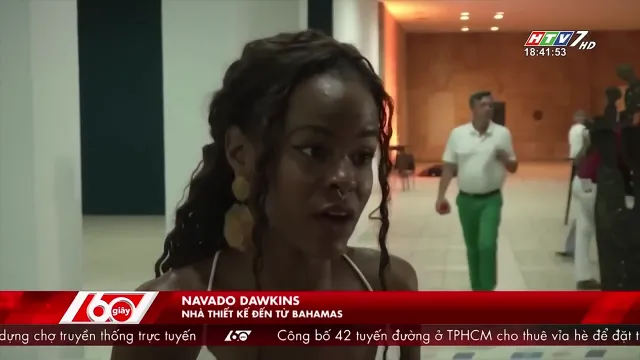 HTV7HD
18:41:53
60 giây
NAVADO DAWKINS
NHÀ THIẾT KẾ ĐẾN TỪ BAHAMAS
dựng chợ truyền thống trực tuyến 60 Công bố 42 tuyến đường ở TPHCM cho thuê vỉa hè để đặt t